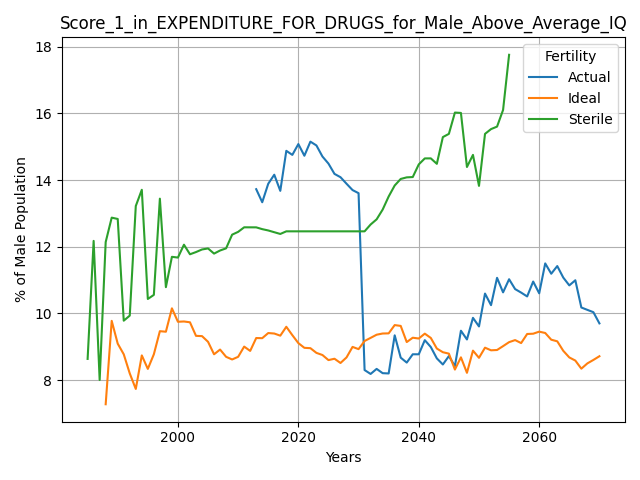 Score_1_in_EXPENDITURE_FOR_DRUGS_for_Male_Above_Average_IQ
18
16
14
12
10
8
% of Male Population
Fertility
Actual
Ideal
Sterile
2000
2020
2040
2060
Years